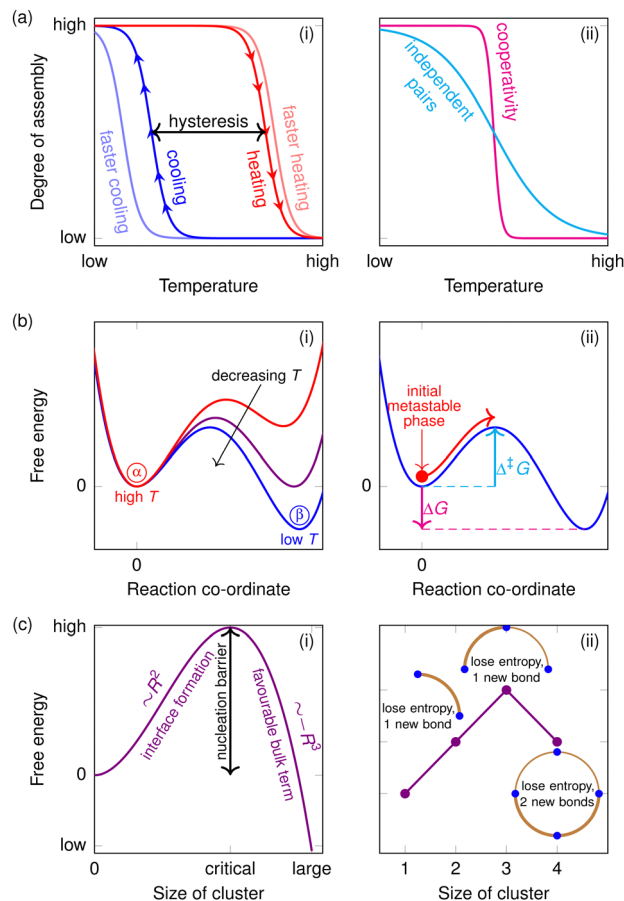 (a)
high
low
Degree of assembly
(i)
hysteresis
faster cooling
cooling
heating
faster heating
low
high
Temperature
(ii)
cooperativity
independent
pairs
low
high
Temperature
(b)
Free energy
0
(i)
decreasing T
α
high T
β
low T
0
Reaction co-ordinate
(ii)
initial
metastable
phase
Δ‡G
ΔG
0
Reaction co-ordinate
(c)
high
0
low
Free energy
(i)
∼R²
interface formation
nucleation barrier
favourable bulk term
∼−R³
0
critical
large
Size of cluster
(ii)
lose entropy,
1 new bond
lose entropy,
1 new bond
lose entropy,
2 new bonds
1
2
3
4
Size of cluster